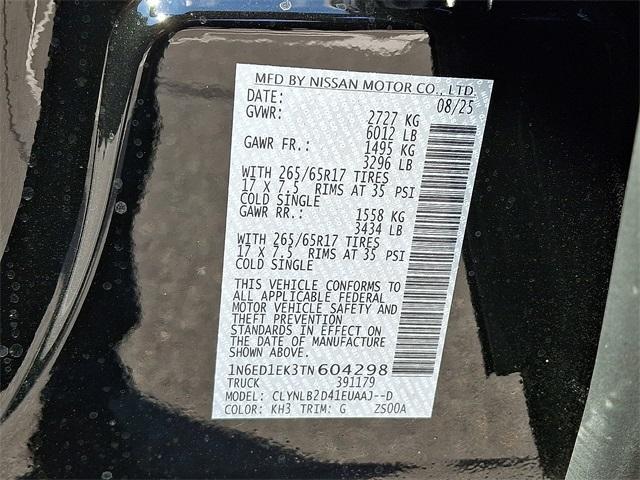 MFD BY NISSAN MOTOR CO., LTD.
DATE: 08/25
GVWR: 2727 KG
6012 LB
GAWR FR.: 1495 KG
3296 LB
WITH 265/65R17 TIRES
17 X 7.5 RIMS AT 35 PSI
COLD SINGLE
GAWR RR.: 1558 KG
3434 LB
WITH 265/65R17 TIRES
17 X 7.5 RIMS AT 35 PSI
COLD SINGLE
THIS VEHICLE CONFORMS TO
ALL APPLICABLE FEDERAL
MOTOR VEHICLE SAFETY AND
THEFT PREVENTION
STANDARDS IN EFFECT ON
THE DATE OF MANUFACTURE
SHOWN ABOVE.
1N6ED1EK3TN604298
TRUCK 391179
MODEL: CLYNLB2D41EUAAJ--D
COLOR: KH3 TRIM: G ZS00A